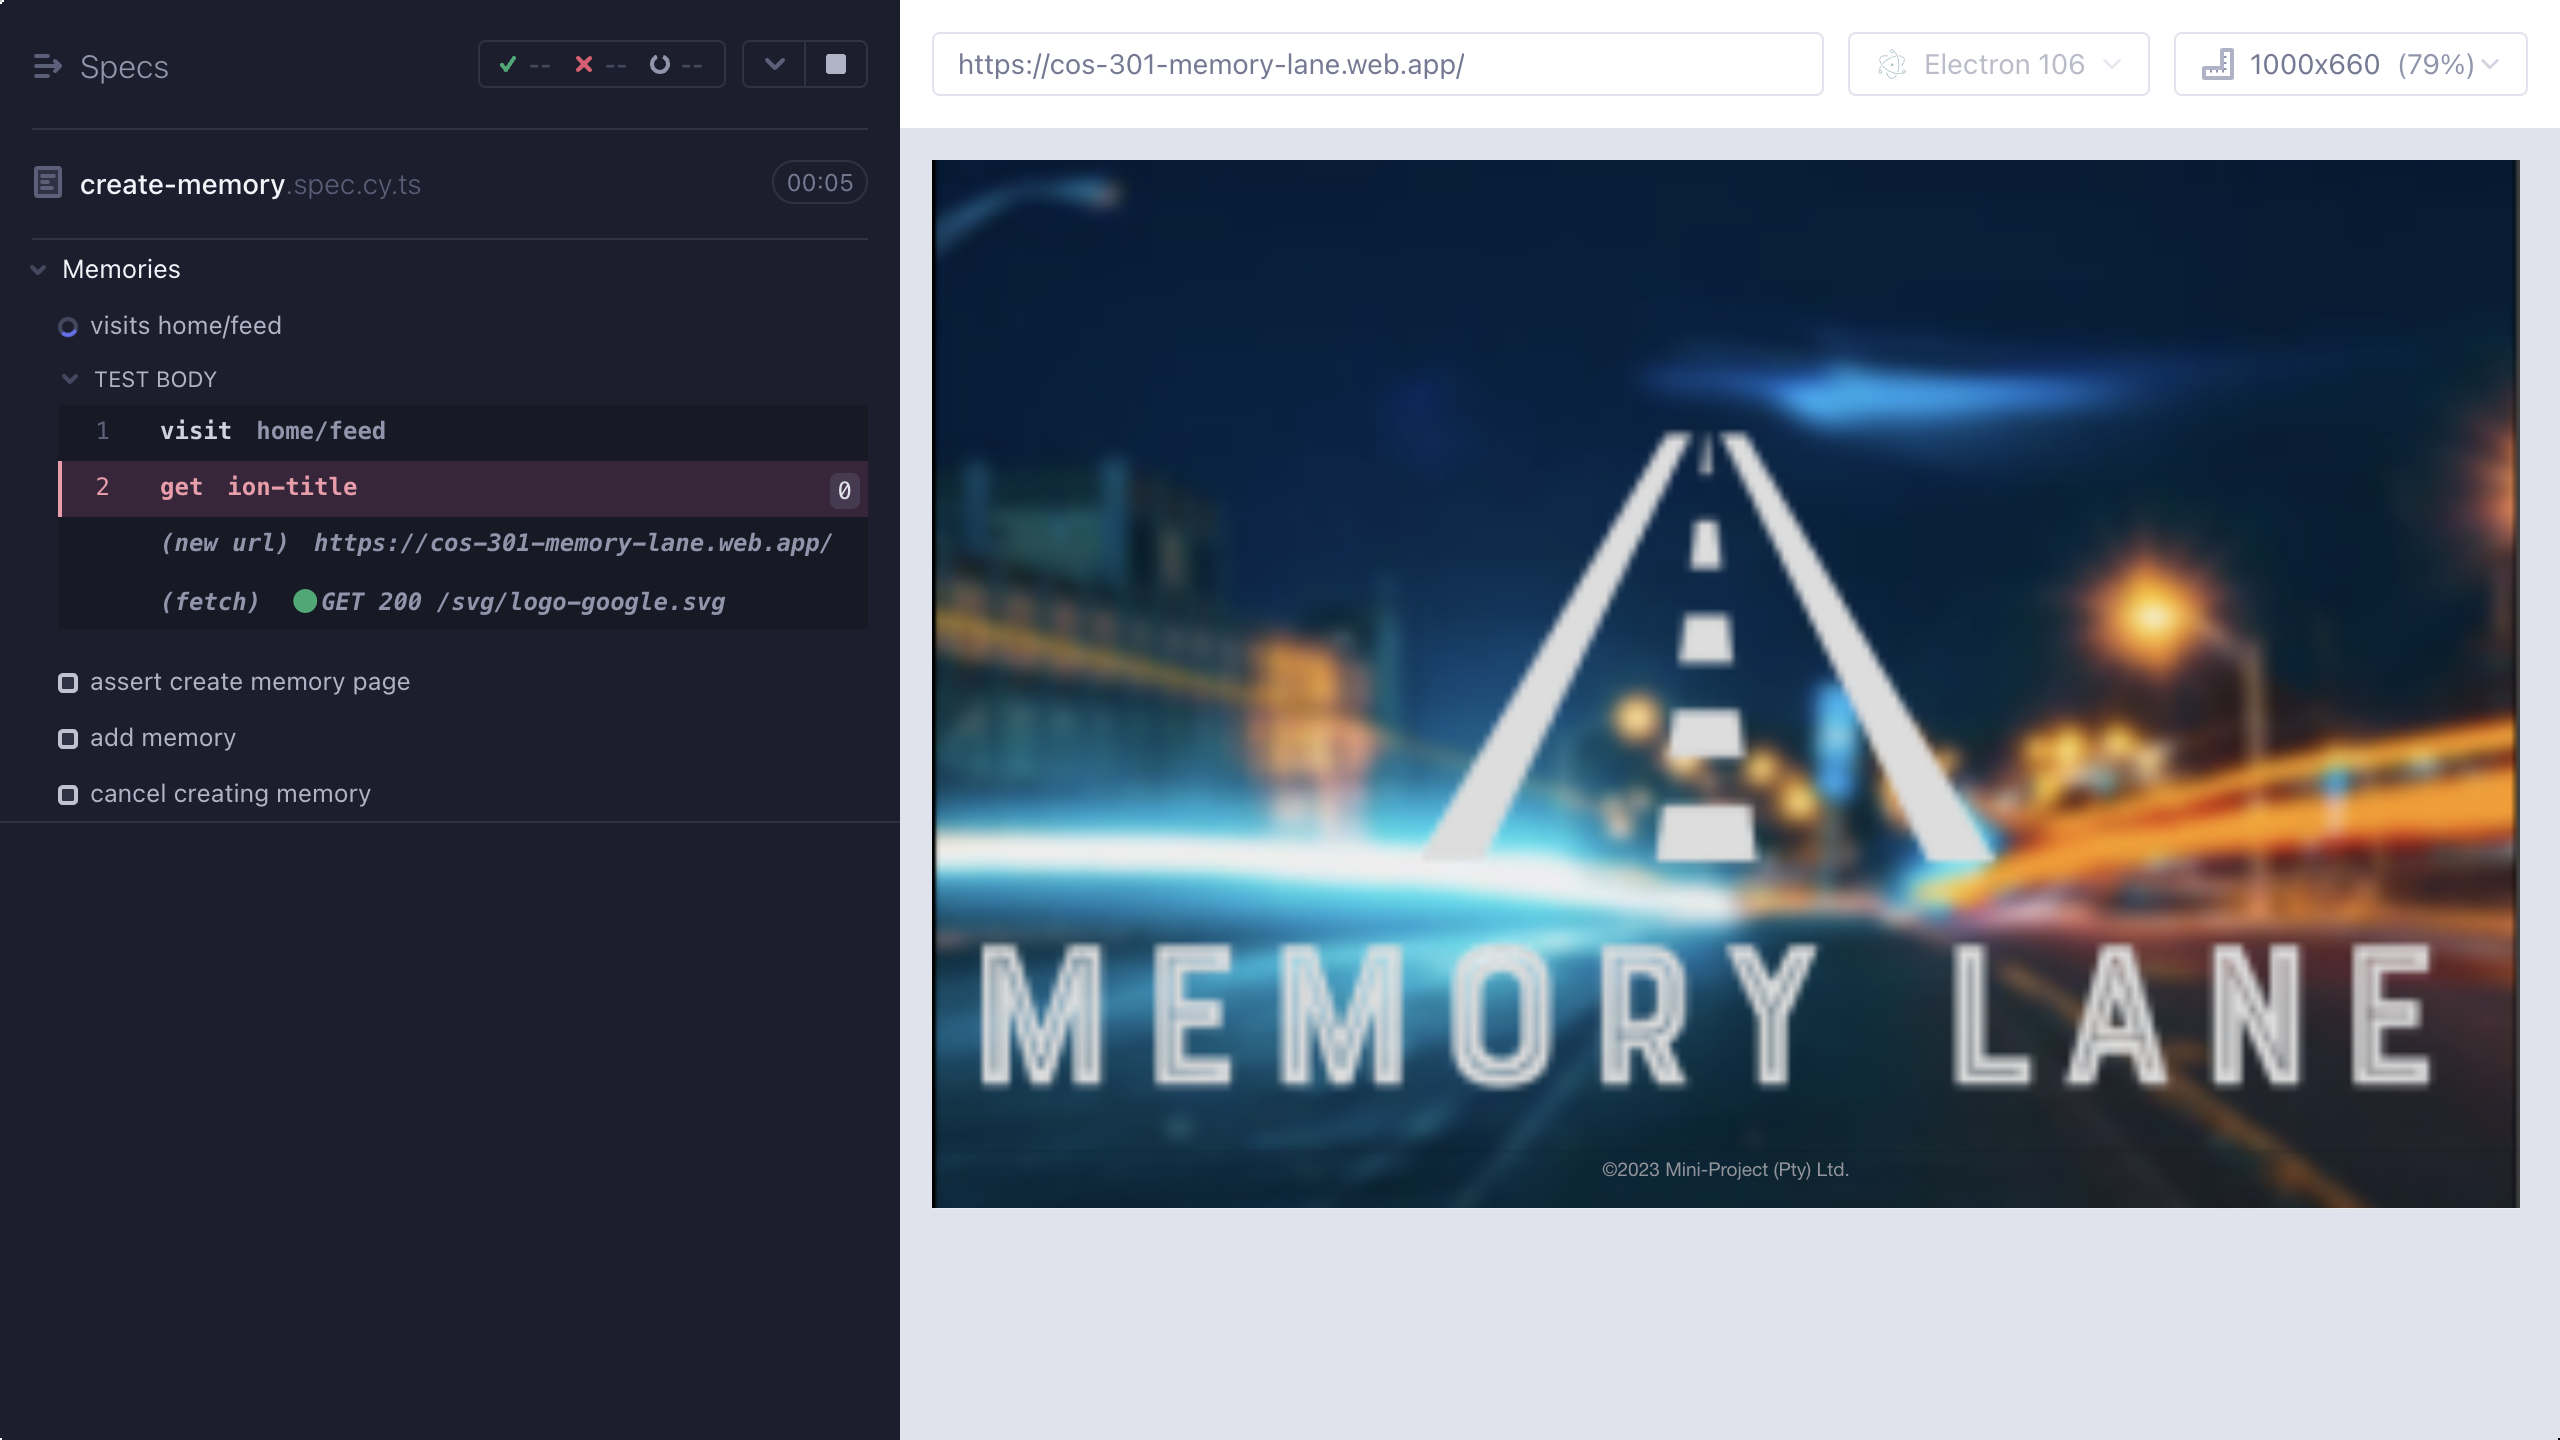 Specs
-- -- --
create-memory.spec.cy.ts 00:05
Memories
visits home/feed
TEST BODY
1 visit home/feed
2 get ion-title 0
(new url) https://cos-301-memory-lane.web.app/
(fetch) GET 200 /svg/logo-google.svg
assert create memory page
add memory
cancel creating memory
https://cos-301-memory-lane.web.app/ Electron 106 1000x660 (79%)
MEMORY LANE
©2023 Mini-Project (Pty) Ltd.